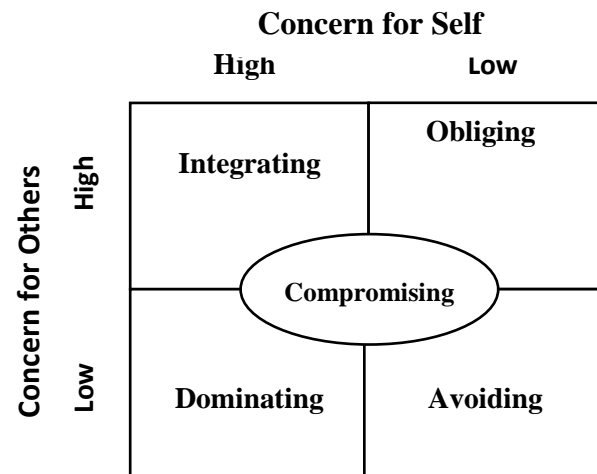 Concern for Self
High Low
Concern for Others
High
Low
Integrating
Obliging
Compromising
Dominating
Avoiding